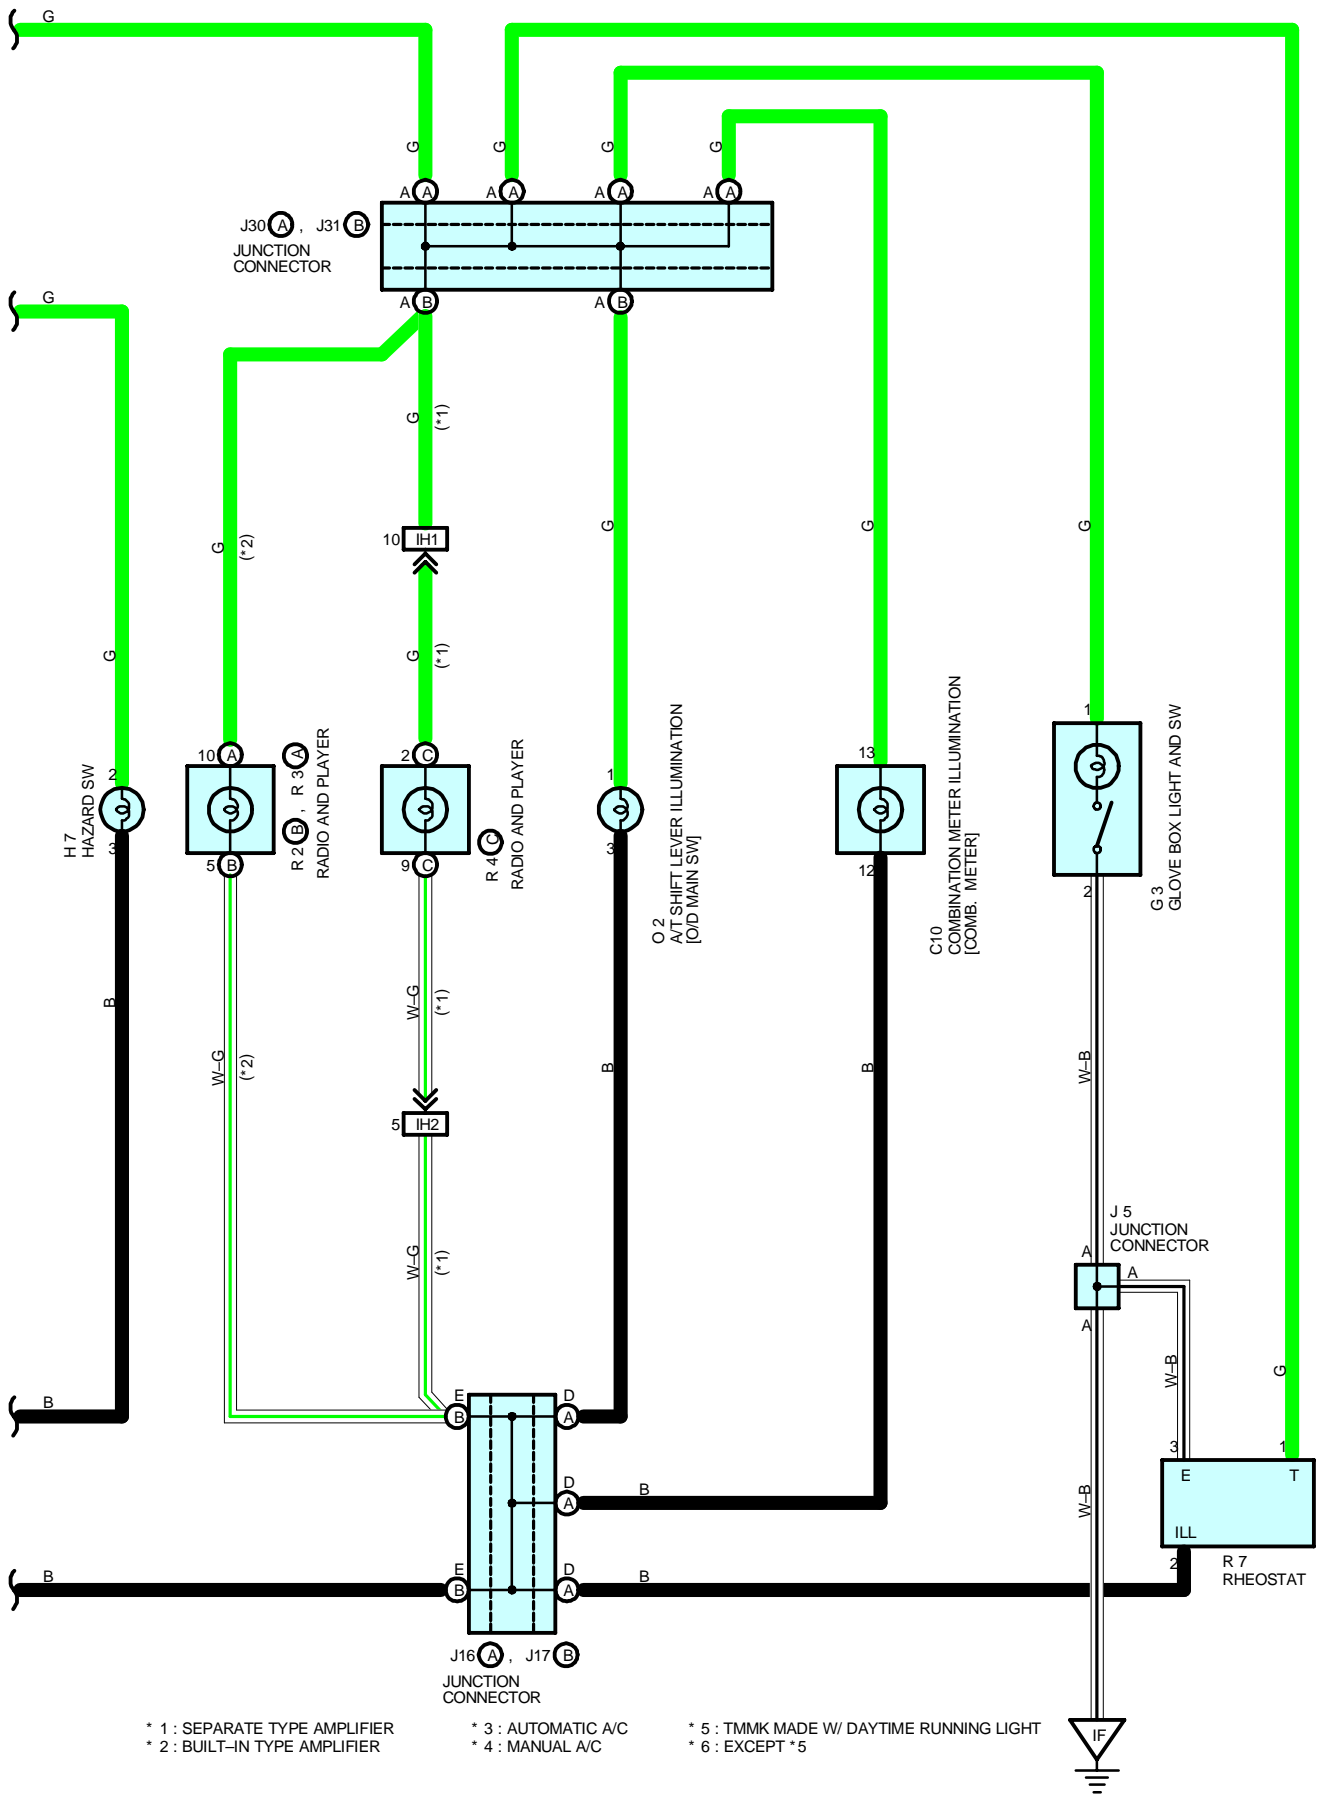 G
G
G
G
G
A A
A A
A A
A A
J30 A , J31 B
JUNCTION
CONNECTOR
A B
A B
G
G
(*1)
G
(*2)
10 IH1
G
G
G
G
G
(*1)
10 A
2 C
1
13
1
2
H 7
HAZARD SW
3
5 B
R 2 B , R 3 A
RADIO AND PLAYER
9 C
R 4 C
RADIO AND PLAYER
3
O 2
A/T SHIFT LEVER ILLUMINATION
[O/D MAIN SW]
12
C10
COMBINATION METER ILLUMINATION
[COMB. METER]
2
G 3
GLOVE BOX LIGHT AND SW
B
W–G
(*1)
W–G
(*2)
B
B
W–B
5 IH2
W–G
(*1)
J 5
JUNCTION
CONNECTOR
A
A
A
W–B
G
B
E
B
D
A
3
1
E
T
D
A
B
W–B
ILL
2
R 7
RHEOSTAT
B
E
B
D
A
B
J16 A , J17 B
JUNCTION
CONNECTOR
* 1 : SEPARATE TYPE AMPLIFIER
* 2 : BUILT–IN TYPE AMPLIFIER
* 3 : AUTOMATIC A/C
* 4 : MANUAL A/C
* 5 : TMMK MADE W/ DAYTIME RUNNING LIGHT
* 6 : EXCEPT *5
IF